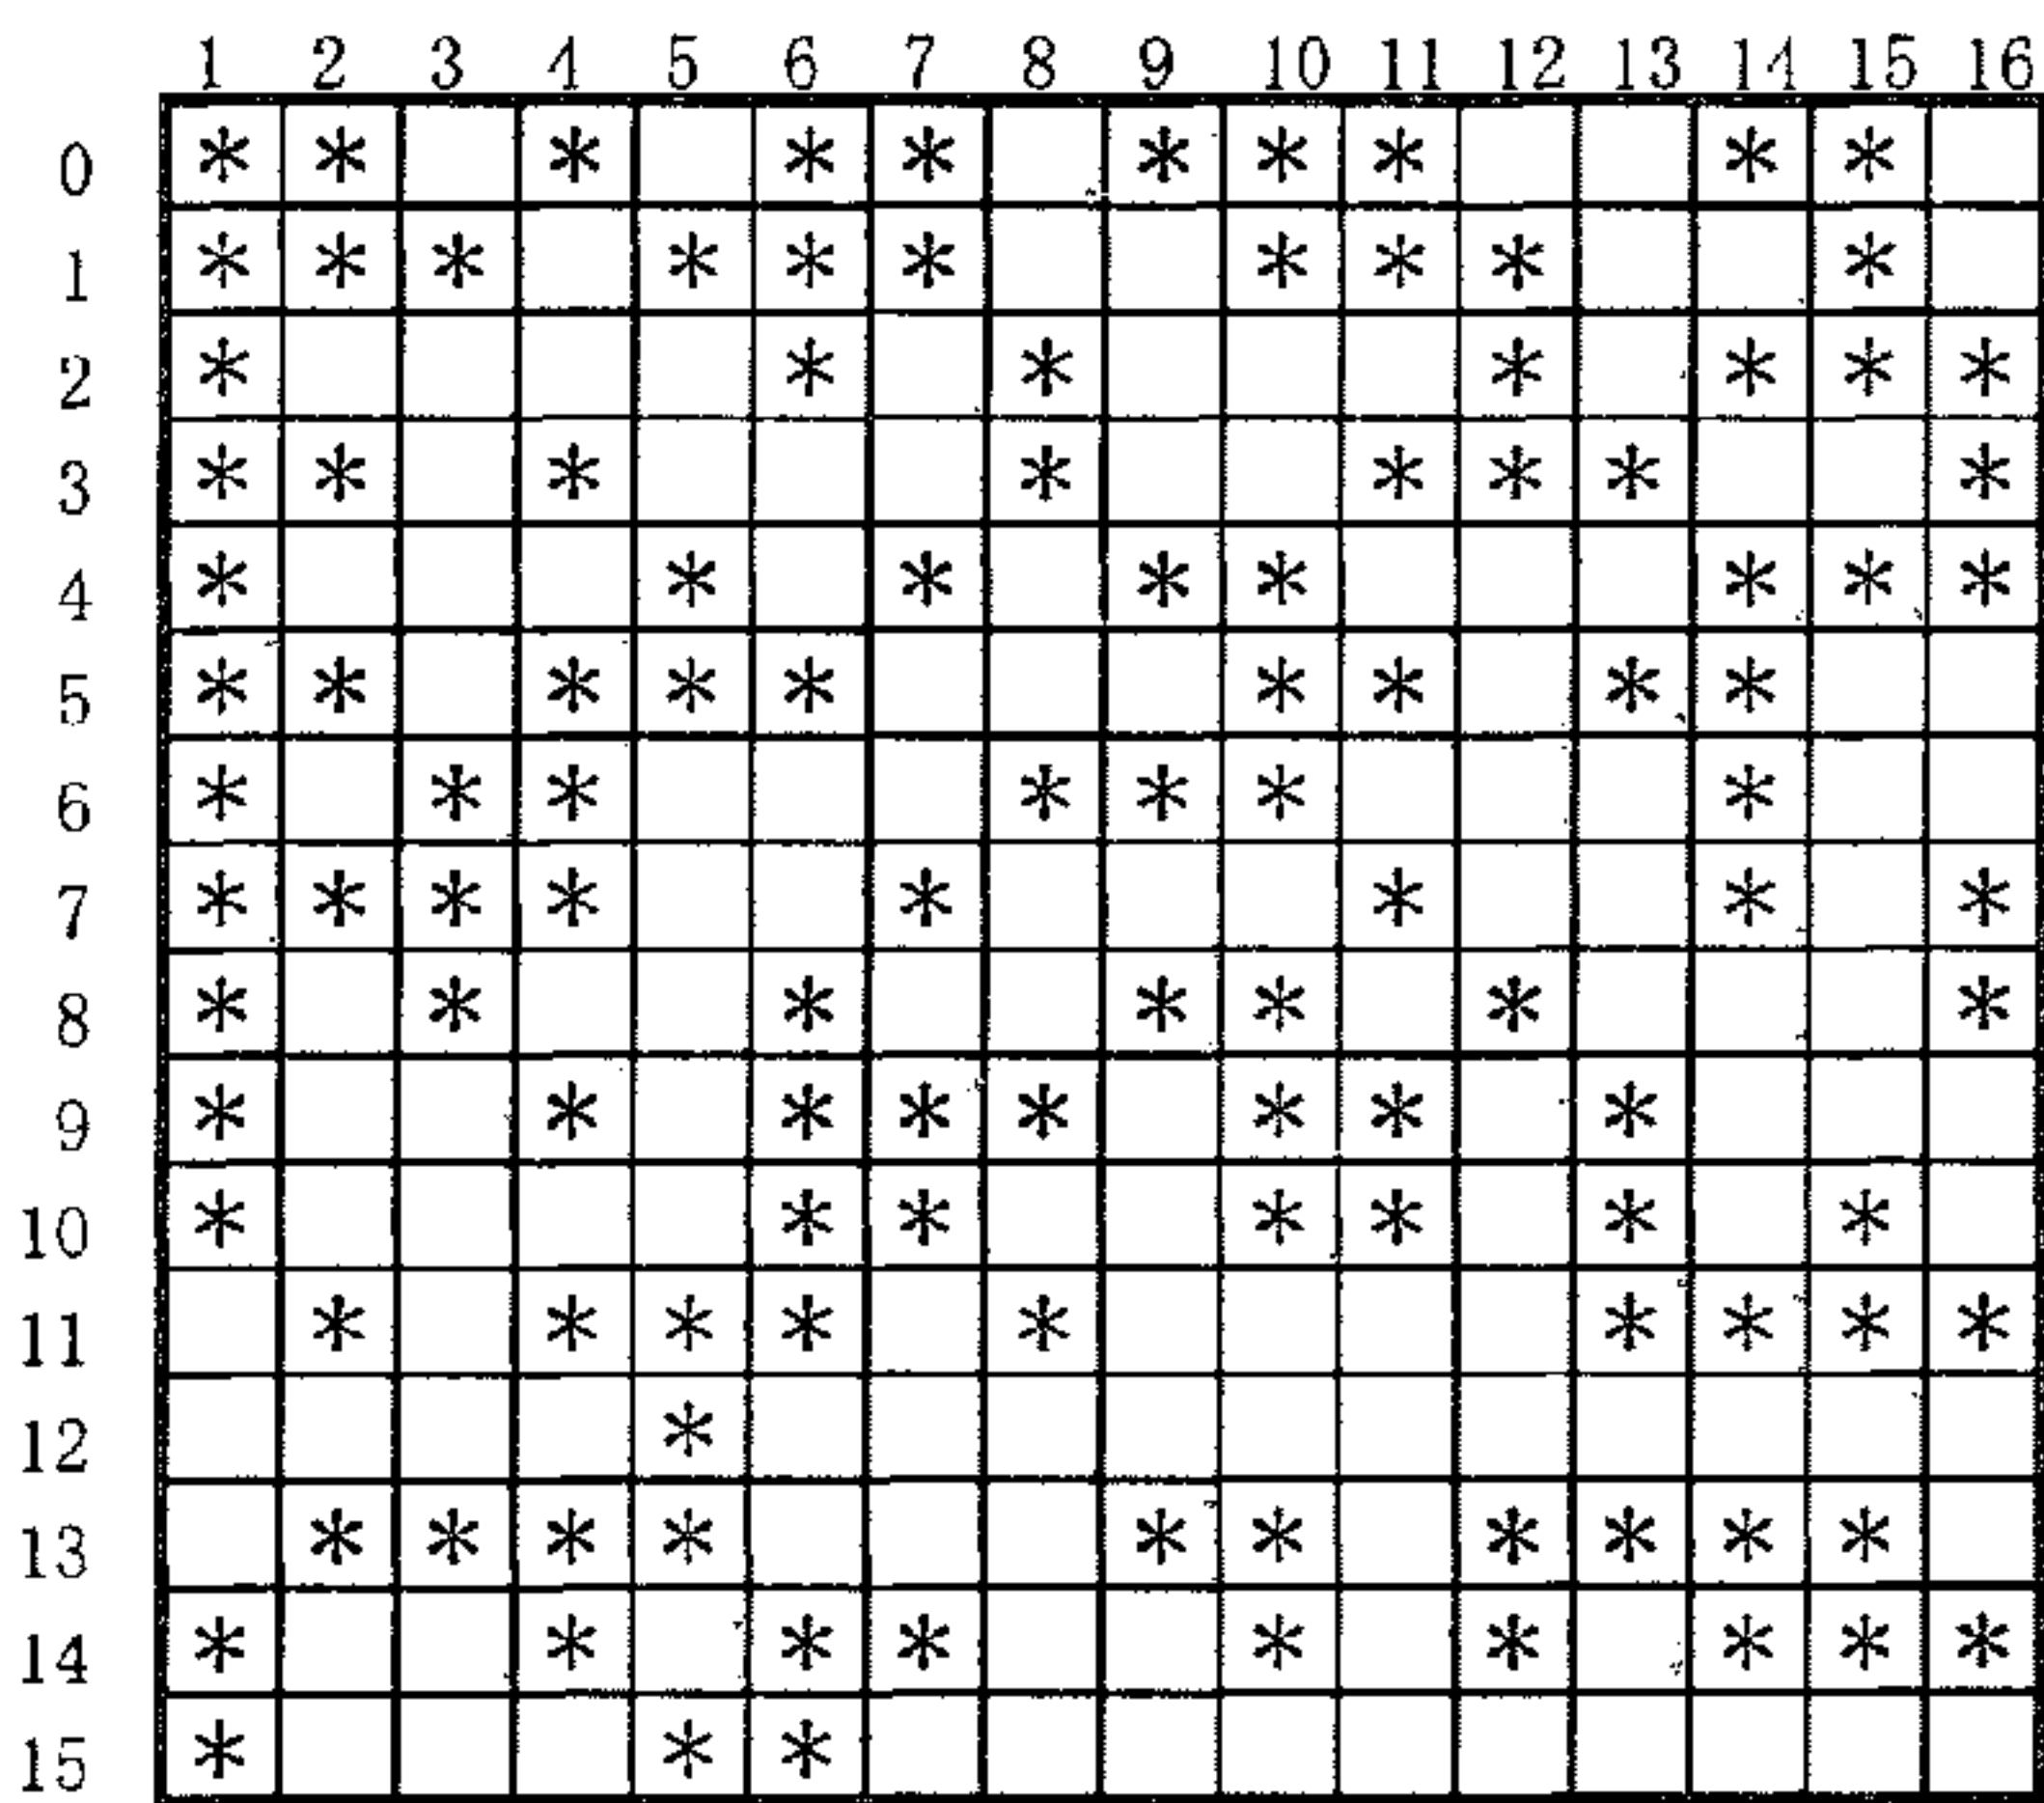 1 2 3 4 5 6 7 8 9 10 11 12 13 14 15 16
0 * * * * * * * * * *
1 * * * * * * * * * *
2 * * * * * * *
3 * * * * * * * *
4 * * * * * * * *
5 * * * * * * * * *
6 * * * * * * *
7 * * * * * * * *
8 * * * * * * *
9 * * * * * * * *
10 * * * * * * *
11 * * * * * * * * *
12 *
13 * * * * * * * * * *
14 * * * * * * * * *
15 * * *